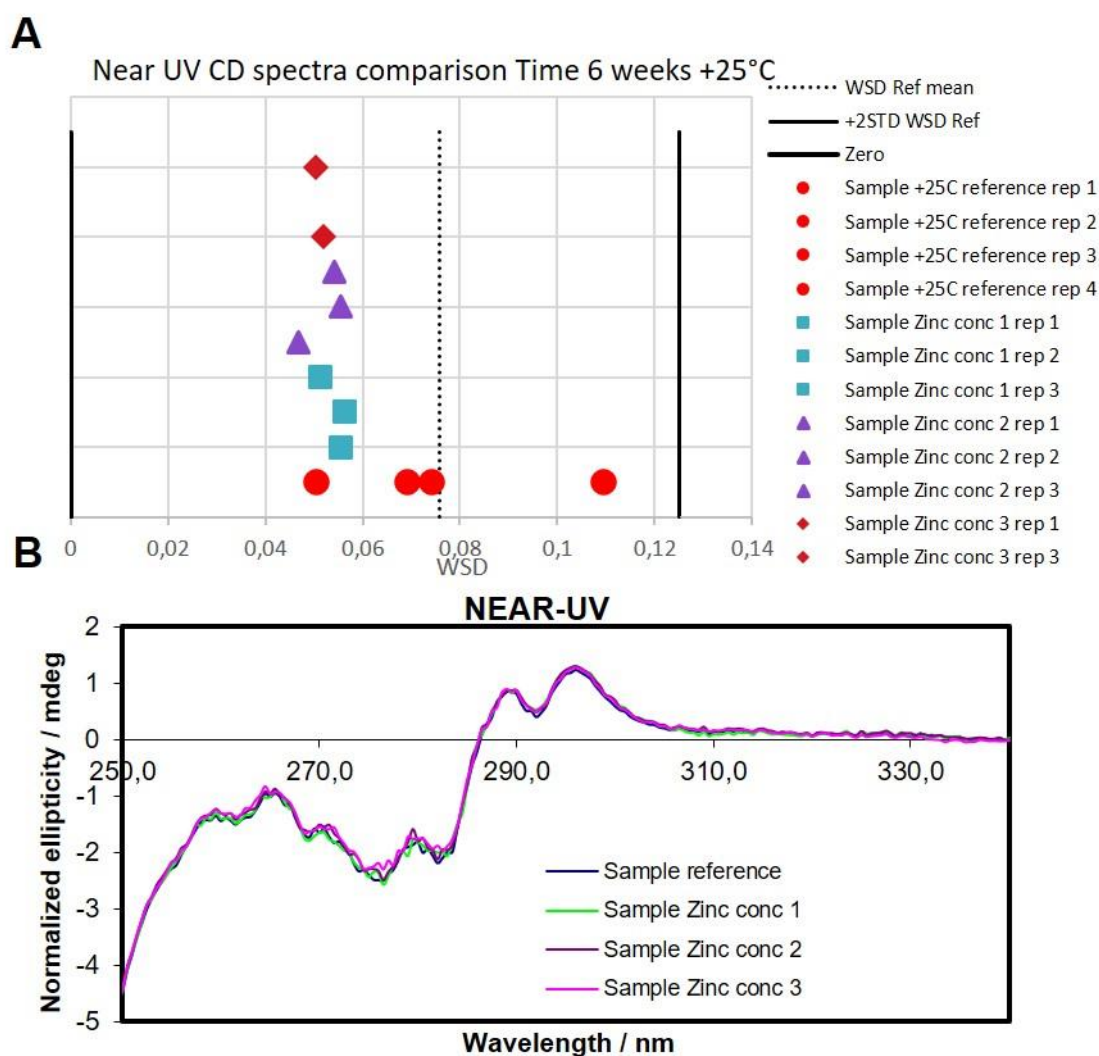 A
Near UV CD spectra comparison Time 6 weeks +25°C
WSD Ref mean
+2STD WSD Ref
Zero
Sample +25C reference rep 1
Sample +25C reference rep 2
Sample +25C reference rep 3
Sample +25C reference rep 4
Sample Zinc conc 1 rep 1
Sample Zinc conc 1 rep 2
Sample Zinc conc 1 rep 3
Sample Zinc conc 2 rep 1
Sample Zinc conc 2 rep 2
Sample Zinc conc 2 rep 3
Sample Zinc conc 3 rep 1
Sample Zinc conc 3 rep 3
0 0,02 0,04 0,06 0,08 0,1 0,12 0,14
WSD
B
NEAR-UV
Normalized ellipticity / mdeg
2
1
0
-1
-2
-3
-4
-5
250,0 270,0 290,0 310,0 330,0
Sample reference
Sample Zinc conc 1
Sample Zinc conc 2
Sample Zinc conc 3
Wavelength / nm